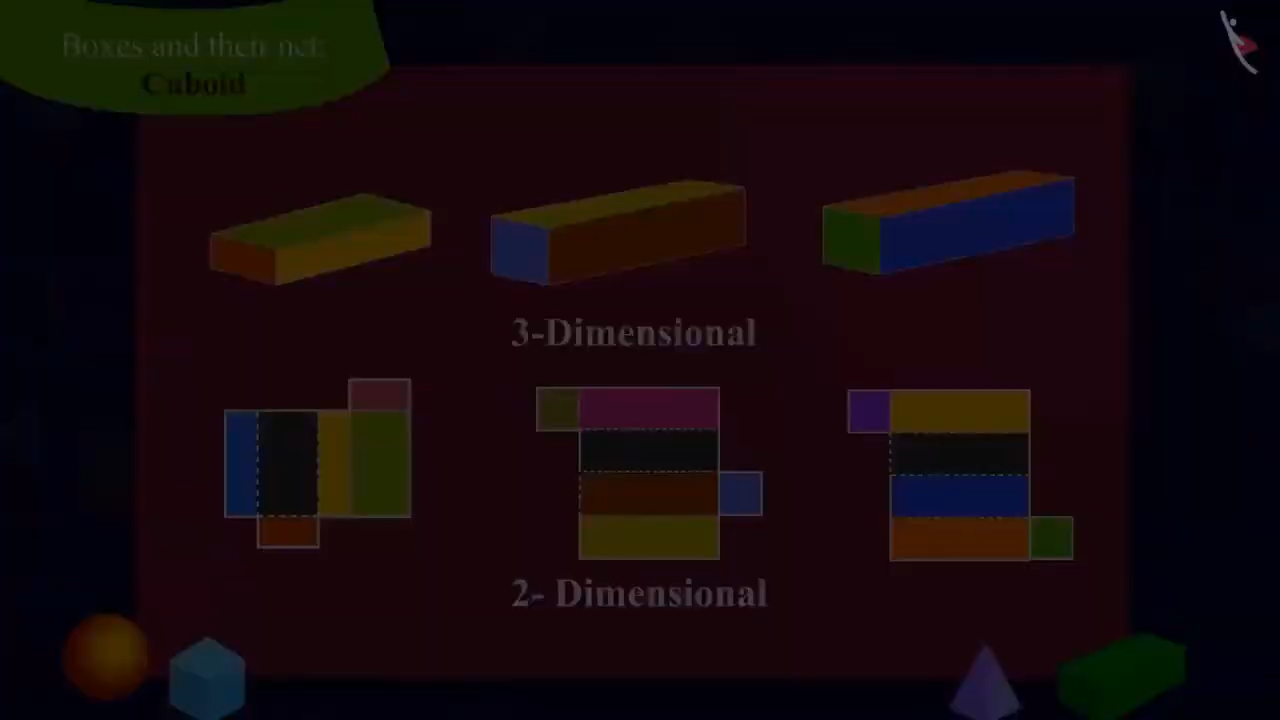 Boxes and their net:
Cuboid
3-Dimensional
2- Dimensional